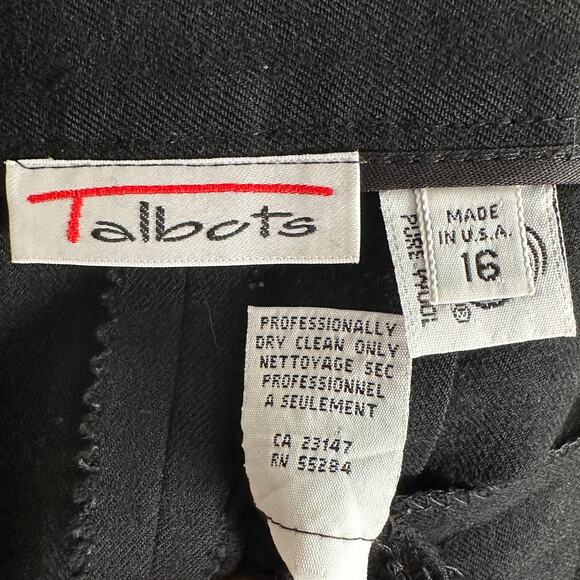 Talbots
MADE
IN U.S.A.
16
PURE WOOL
®
PROFESSIONALLY
DRY CLEAN ONLY
NETTOYAGE SEC
PROFESSIONNEL
A SEULEMENT
CA 23147
RN 55284